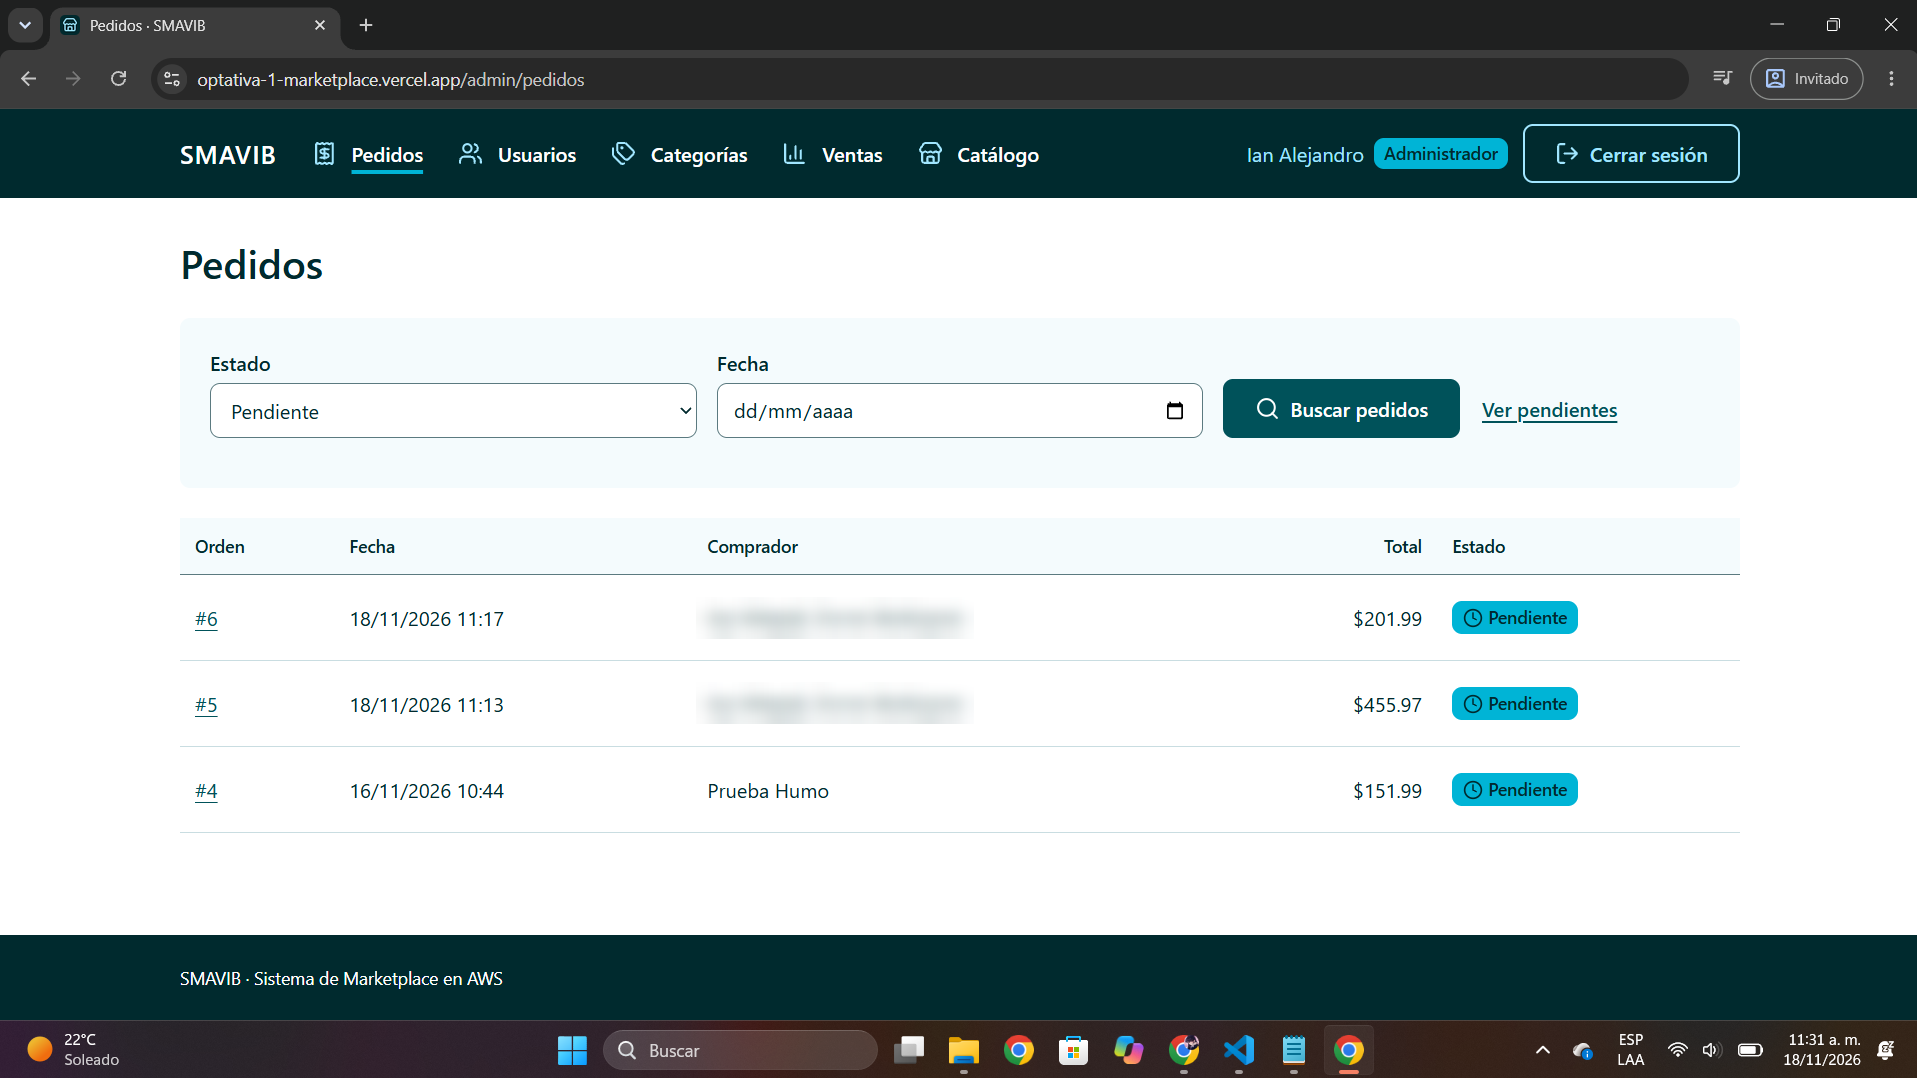 Pedidos · SMAVIB
optativa-1-marketplace.vercel.app/admin/pedidos
Invitado
SMAVIB Pedidos Usuarios Categorías Ventas Catálogo Ian Alejandro Administrador Cerrar sesión
Pedidos
Estado Fecha
Pendiente dd/mm/aaaa Buscar pedidos Ver pendientes
Orden Fecha Comprador Total Estado
#6 18/11/2026 11:17 $201.99 Pendiente
#5 18/11/2026 11:13 $455.97 Pendiente
#4 16/11/2026 10:44 Prueba Humo $151.99 Pendiente
SMAVIB · Sistema de Marketplace en AWS
22°C
Soleado
Buscar
ESP
LAA
11:31 a. m.
18/11/2026